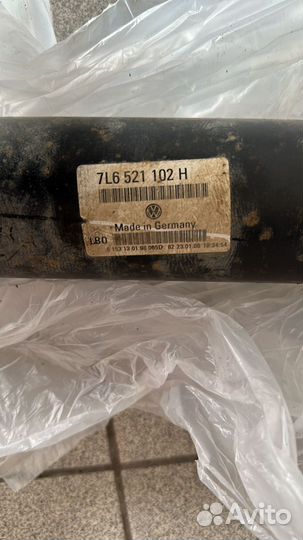 7L6 521 102 H
Made in Germany
LBO
Avito